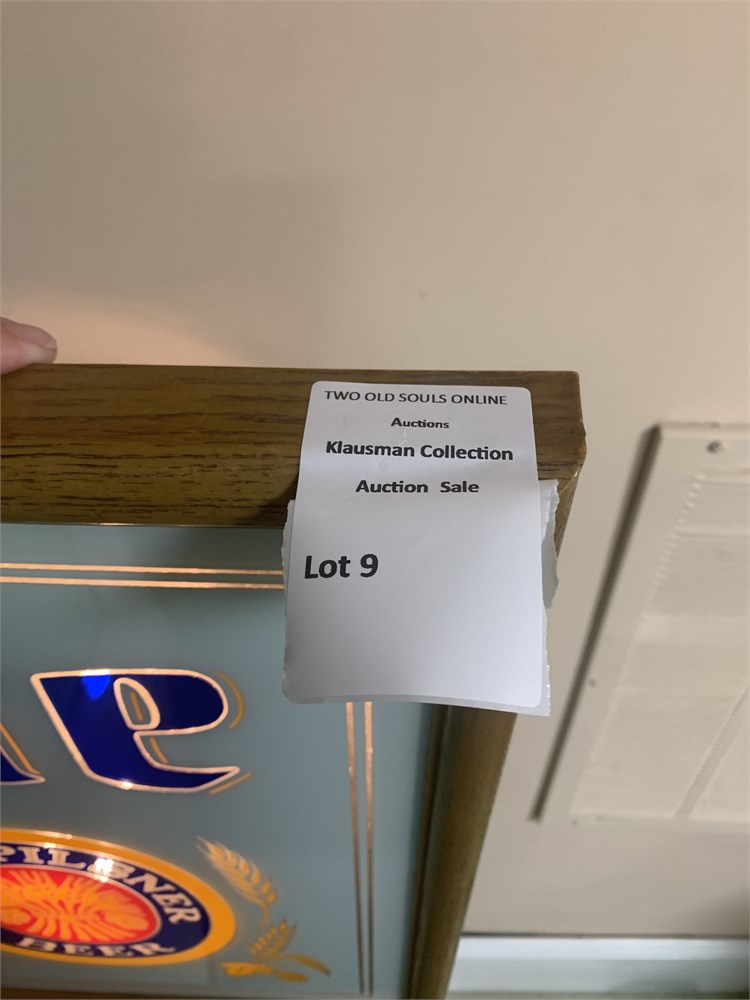 TWO OLD SOULS ONLINE
Auctions
Klausman Collection
Auction Sale
Lot 9
e
PILSNER
BEER